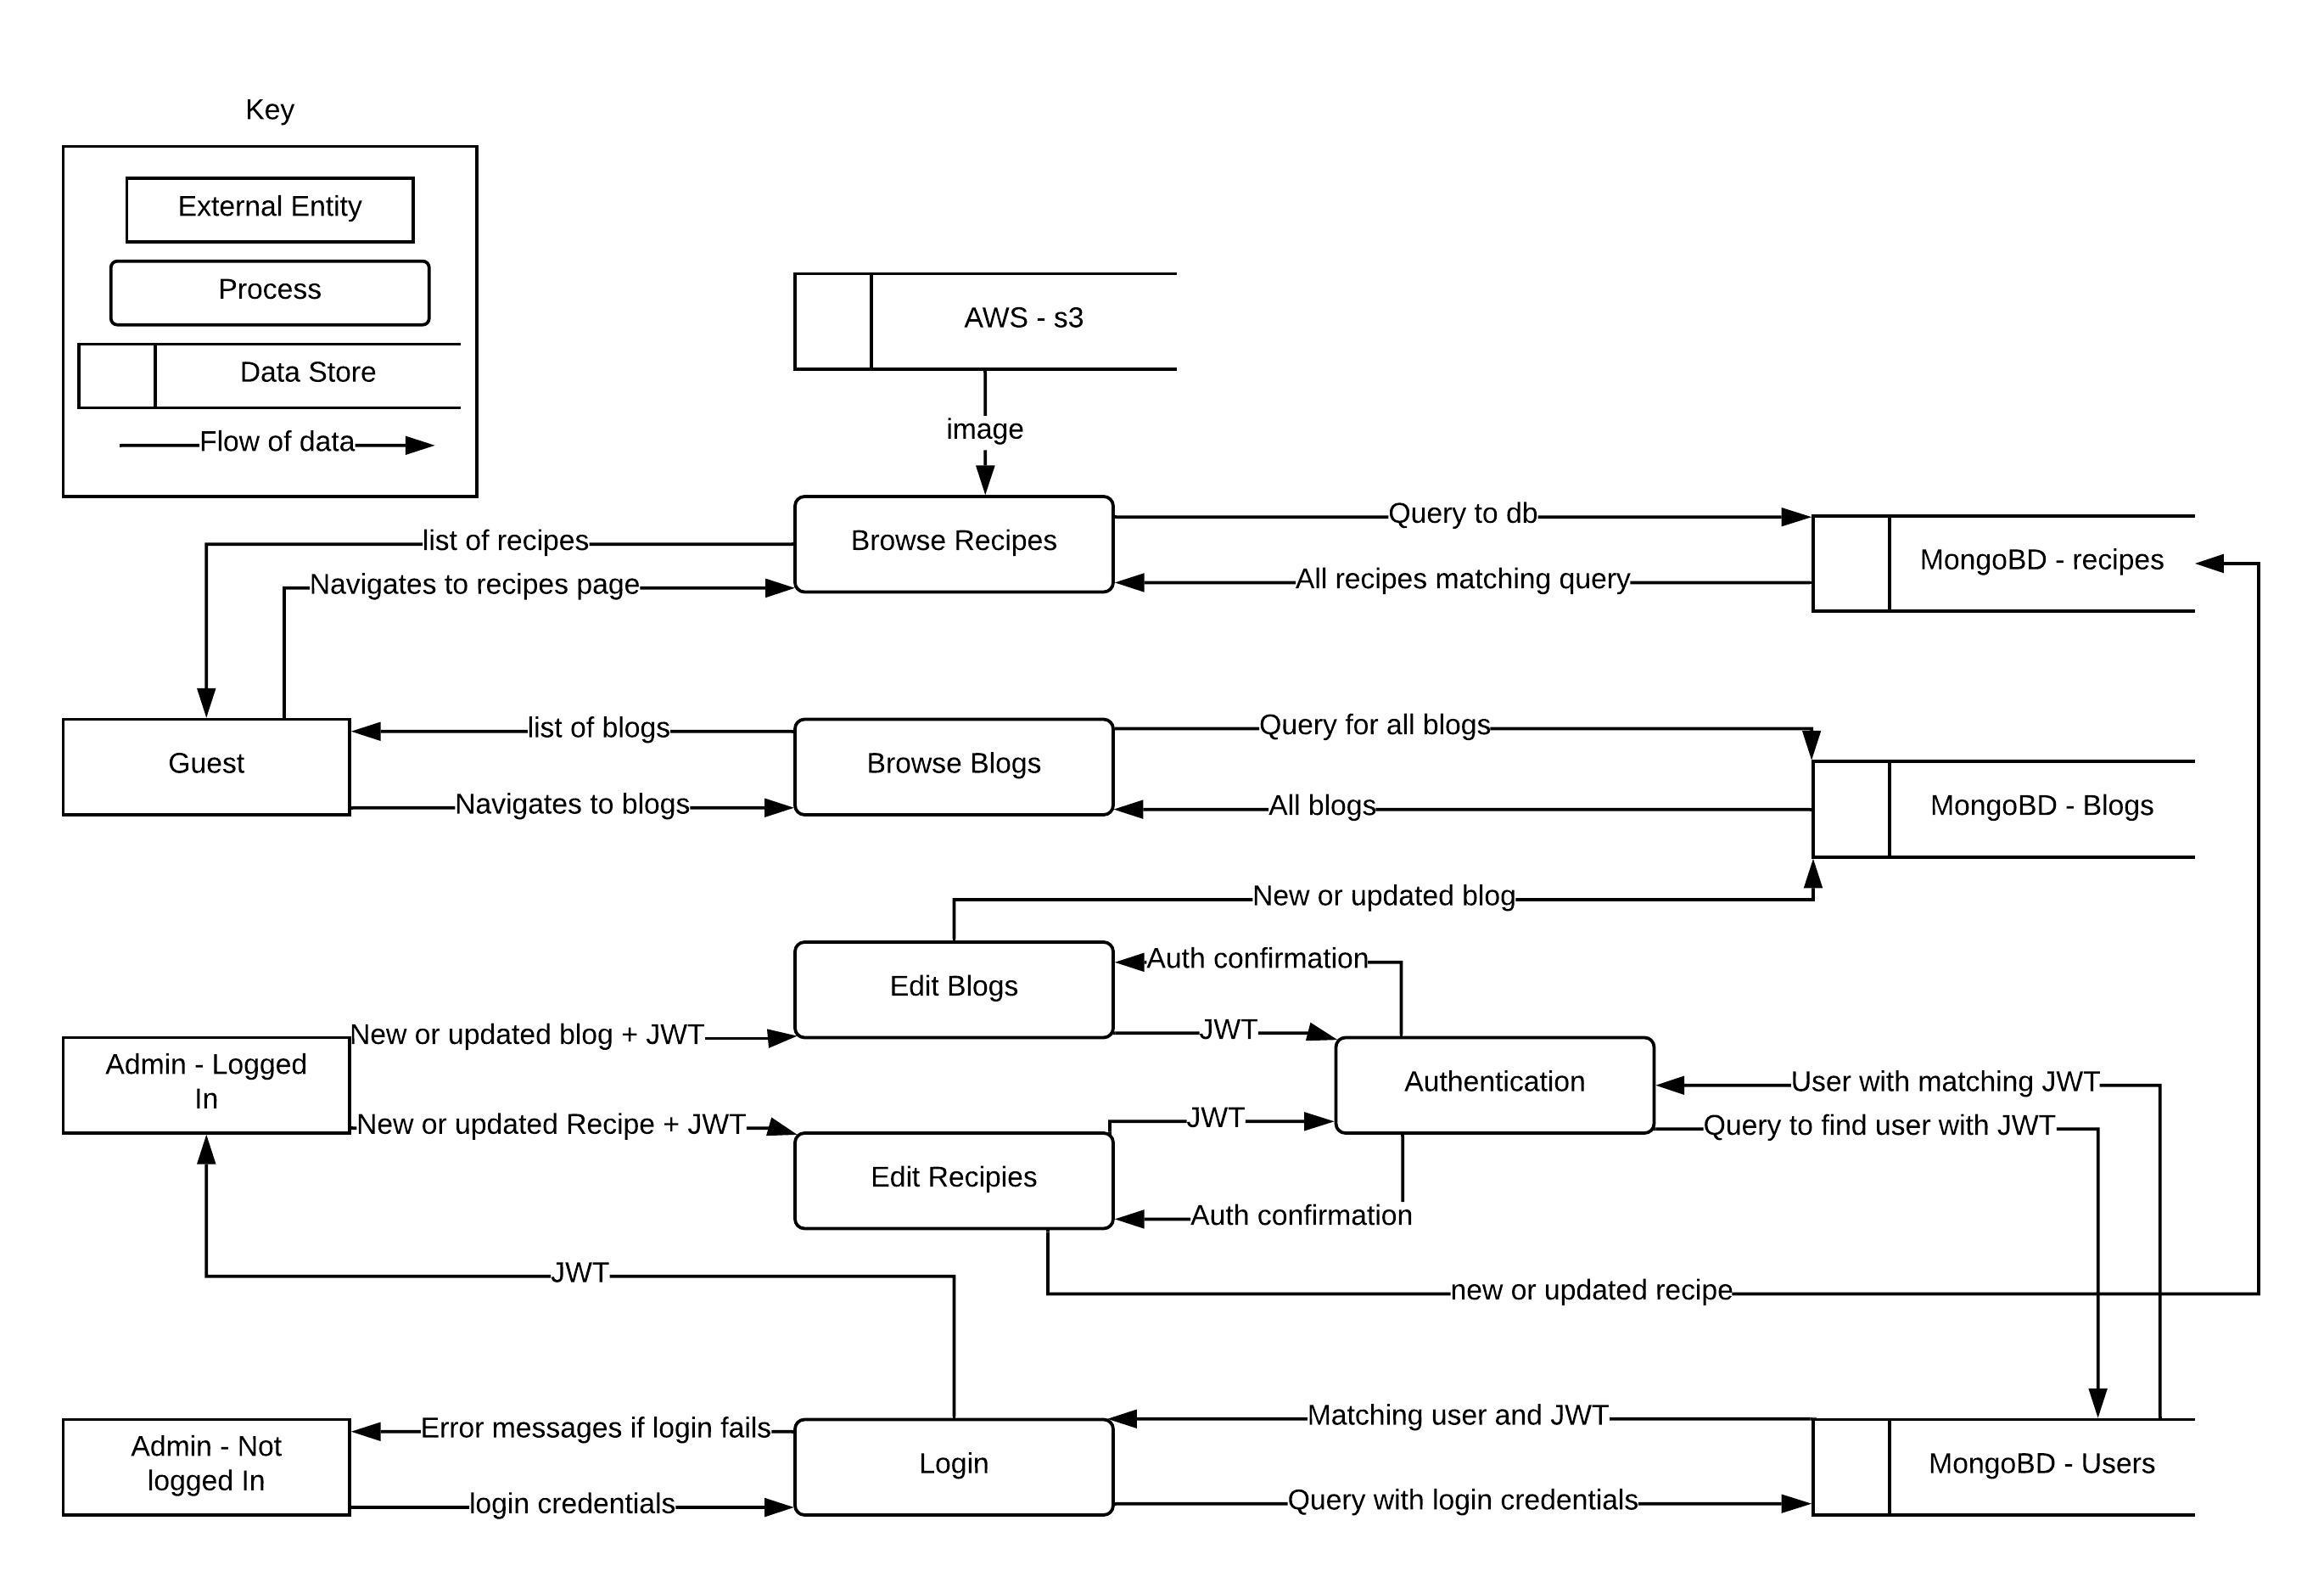 Key
External Entity
Process
Data Store
Flow of data
AWS - s3
image
Browse Recipes
Query to db
All recipes matching query
MongoBD - recipes
list of recipes
Navigates to recipes page
Guest
list of blogs
Navigates to blogs
Browse Blogs
Query for all blogs
All blogs
MongoBD - Blogs
New or updated blog
Edit Blogs
Auth confirmation
JWT
New or updated blog + JWT
Admin - Logged
In
New or updated Recipe + JWT
Authentication
User with matching JWT
Query to find user with JWT
JWT
Edit Recipies
Auth confirmation
JWT
new or updated recipe
Admin - Not
logged In
Error messages if login fails
login credentials
Login
Matching user and JWT
Query with login credentials
MongoBD - Users